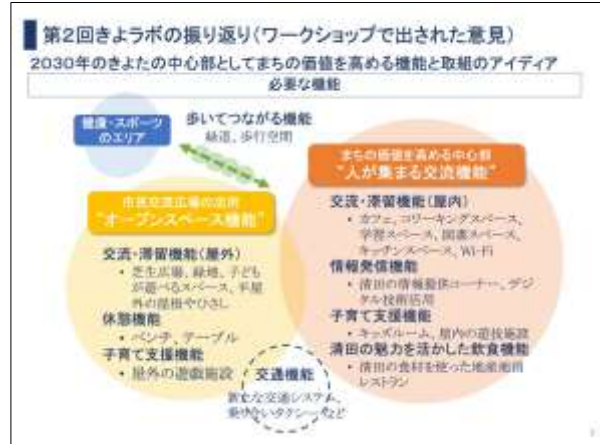 第2回きよラボの振り返り(ワークショップで出された意見)
2030年のきよたの中心部としてまちの価値を高める機能と取組のアイディア
必要な機能
健康・スポーツ
のエリア
歩いてつながる機能
緑道、歩行空間
市民交流広場の活用
“オープンスペース機能”
交流・滞留機能(屋外)
・芝生広場、緑地、子ども
が遊べるスペース、半屋
外の屋根やひさし
休憩機能
・ベンチ、テーブル
子育て支援機能
・屋外の遊戯施設
まちの価値を高める中心部
“人が集まる交流機能”
交流・滞留機能(屋内)
・カフェ、コワーキングスペース、
学習スペース、図書スペース、
キッチンスペース、Wi-Fi
情報発信機能
・清田の情報提供コーナー、デジ
タル技術活用
子育て支援機能
・キッズルーム、屋内の遊技施設
清田の魅力を活かした飲食機能
・清田の食材を使った地産地消
レストラン
交通機能
新たな交通システム、
乗り合いタクシーなど